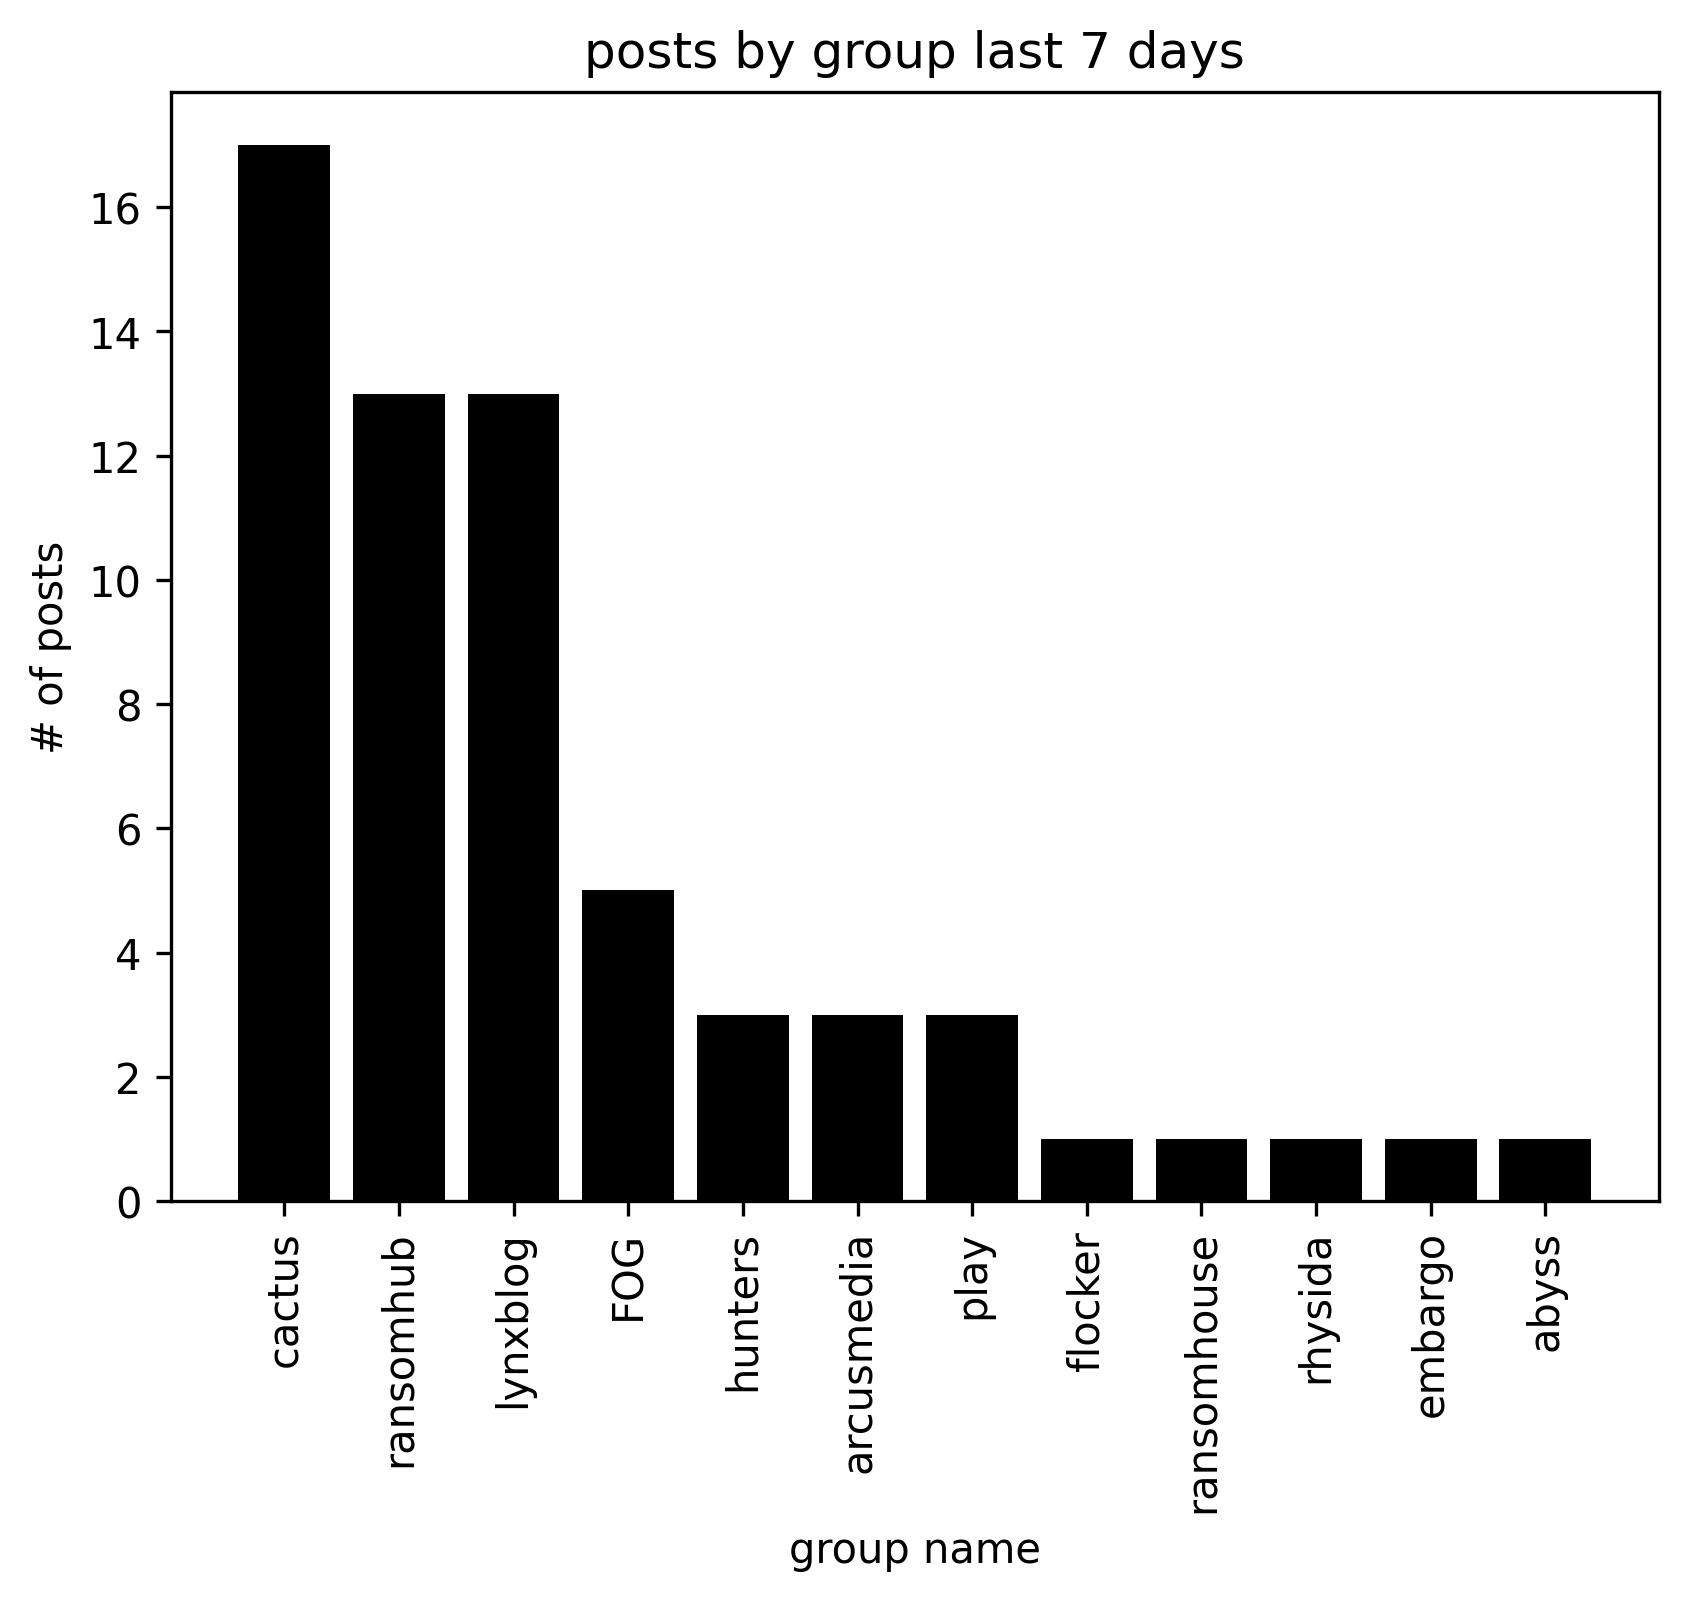 posts by group last 7 days
# of posts
16
14
12
10
8
6
4
2
0
cactus
ransomhub
lynxblog
FOG
hunters
arcusmedia
play
flocker
ransomhouse
rhysida
embargo
abyss
group name